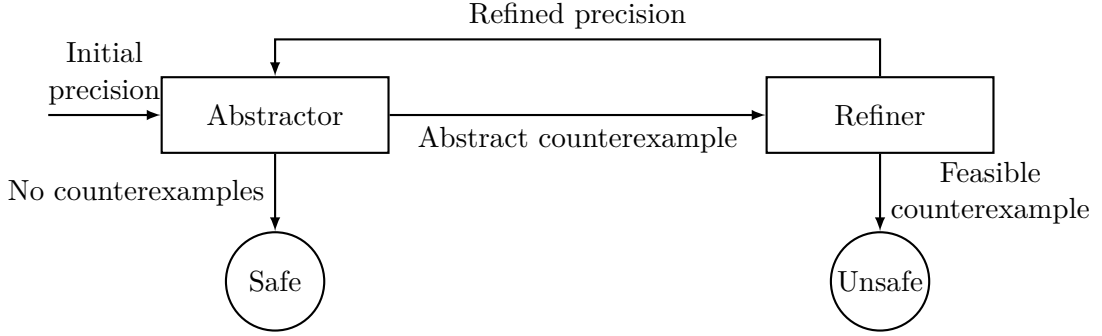 Refined precision
Initial
precision
Abstractor
Refiner
Abstract counterexample
No counterexamples
Feasible
counterexample
Safe
Unsafe